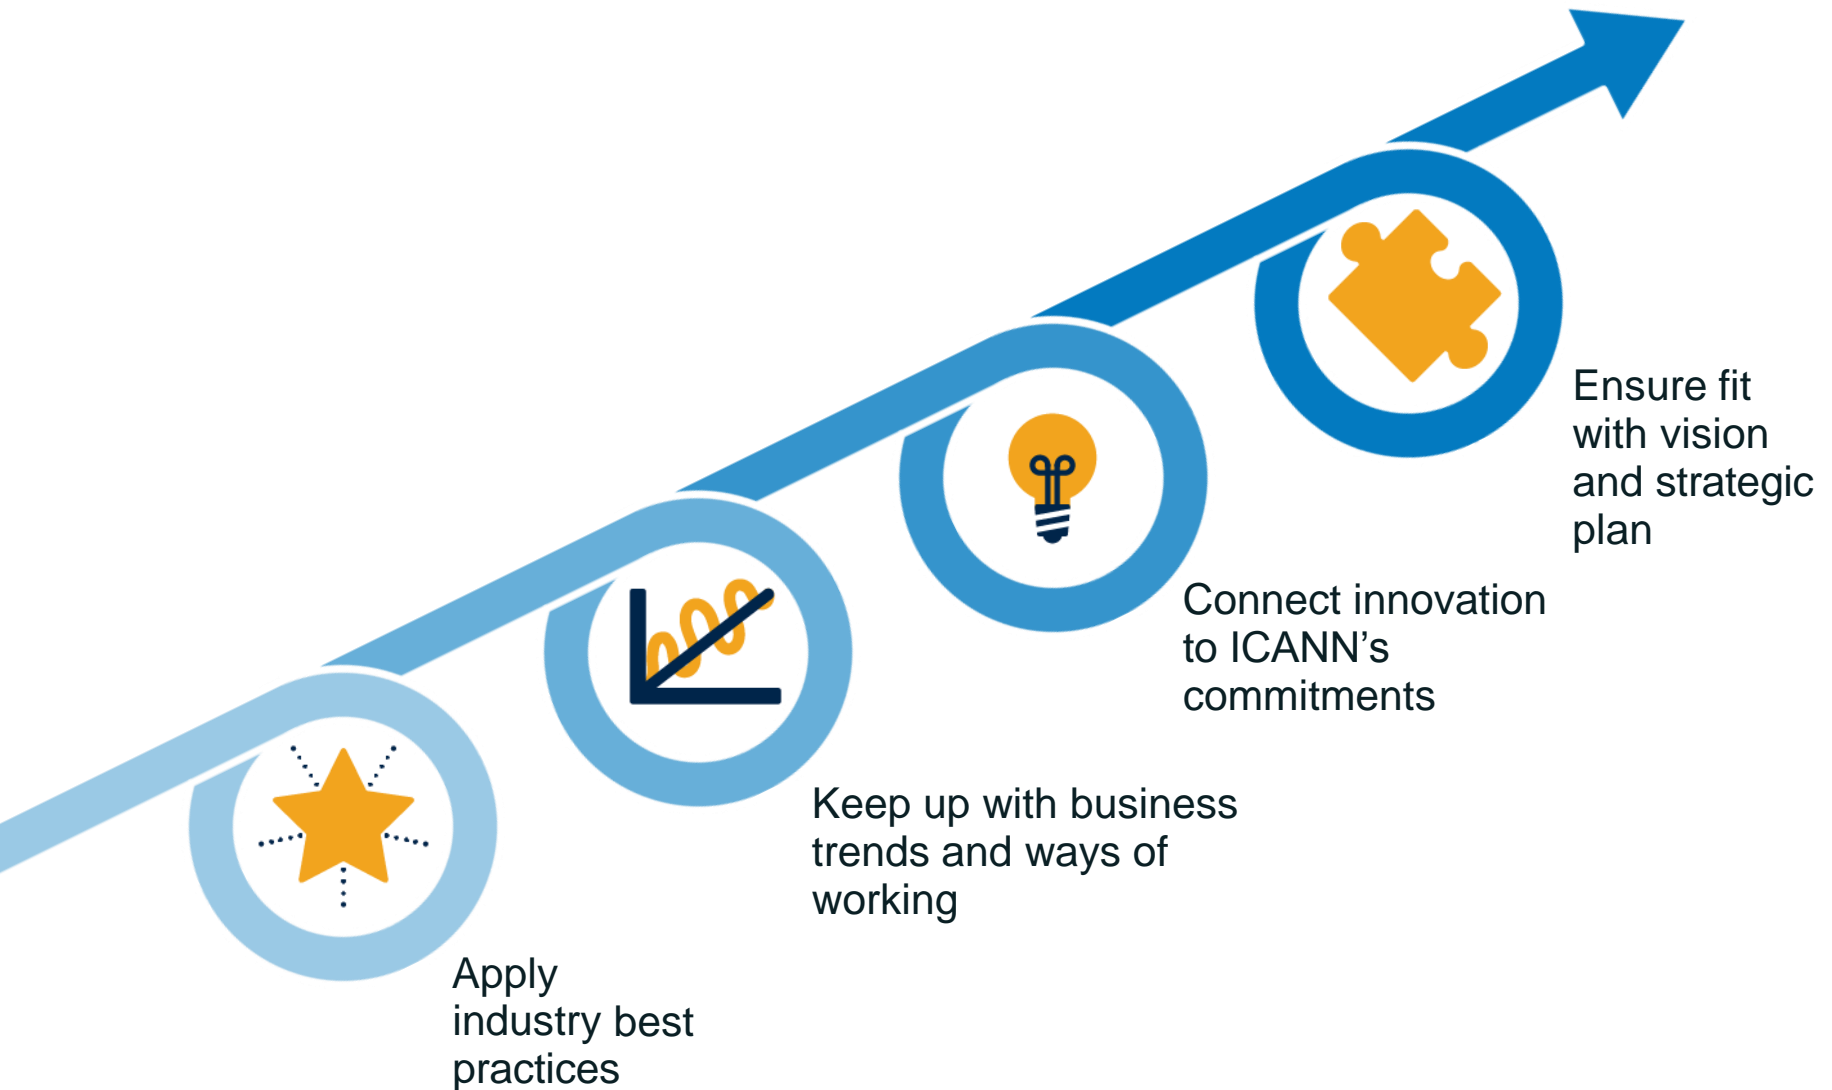 Ensure fit
with vision
and strategic
plan
Connect innovation
to ICANN’s
commitments
Keep up with business
trends and ways of
working
Apply
industry best
practices